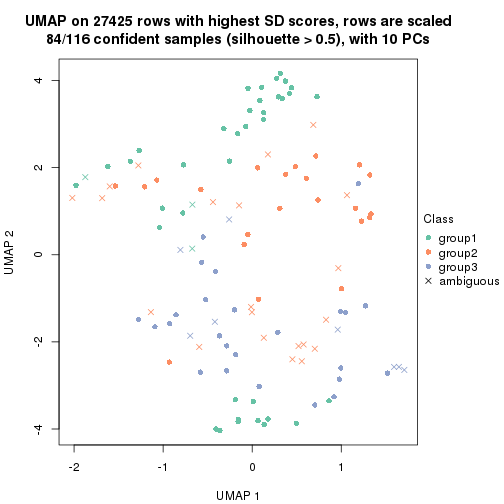 UMAP on 27425 rows with highest SD scores, rows are scaled
84/116 confident samples (silhouette > 0.5), with 10 PCs
4
2
0
-2
-4
UMAP 2
-2
-1
0
1
UMAP 1
Class
group1
group2
group3
ambiguous